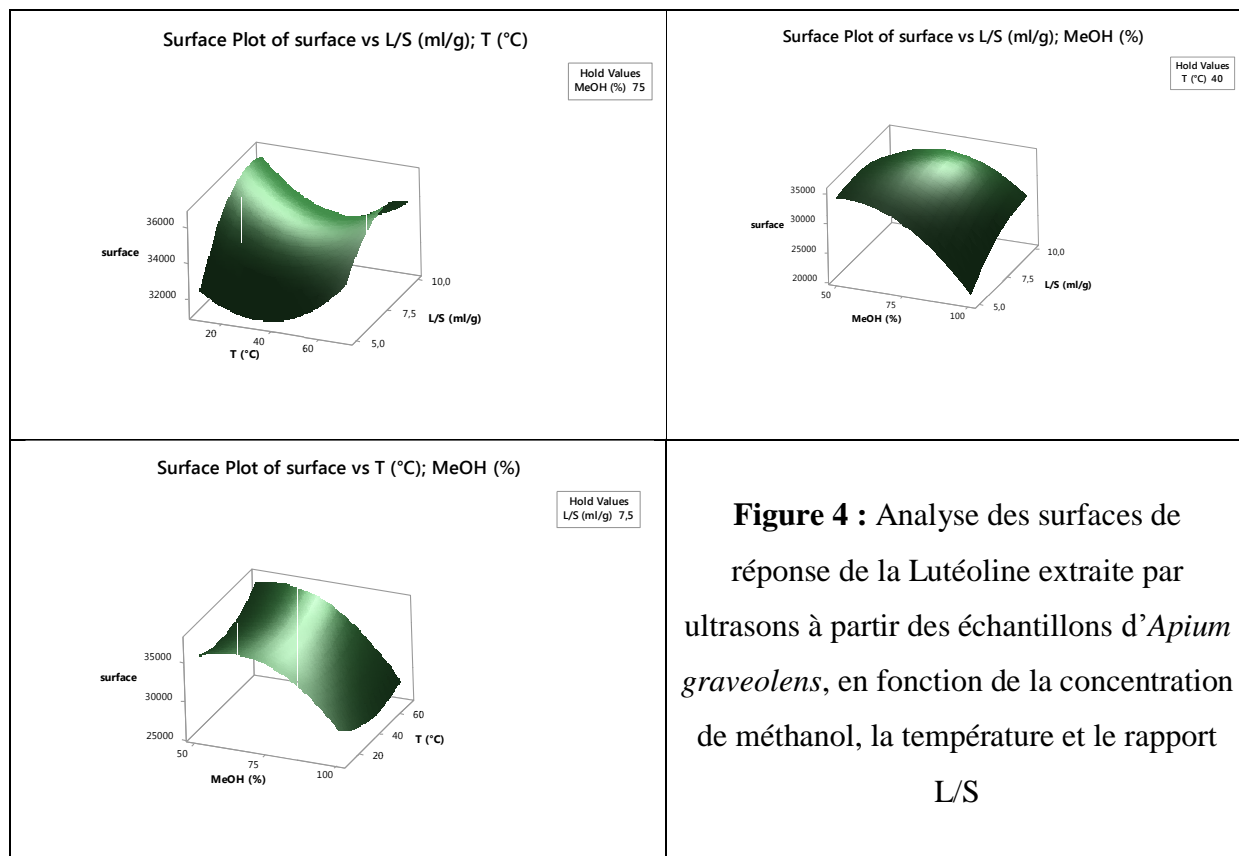 Surface Plot of surface vs L/S (ml/g); T (°C)
Hold Values
MeOH (%) 75
36000
surface
34000
32000
10,0
7,5
L/S (ml/g)
5,0
20
40
60
T (°C)
Surface Plot of surface vs L/S (ml/g); MeOH (%)
Hold Values
T (°C) 40
35000
30000
surface
25000
20000
10,0
7,5
L/S (ml/g)
5,0
50
75
100
MeOH (%)
Surface Plot of surface vs T (°C); MeOH (%)
Hold Values
L/S (ml/g) 7,5
35000
surface
30000
25000
60
40
T (°C)
20
50
75
100
MeOH (%)
Figure 4 : Analyse des surfaces de
réponse de la Lutéoline extraite par
ultrasons à partir des échantillons d’Apium
graveolens, en fonction de la concentration
de méthanol, la température et le rapport
L/S